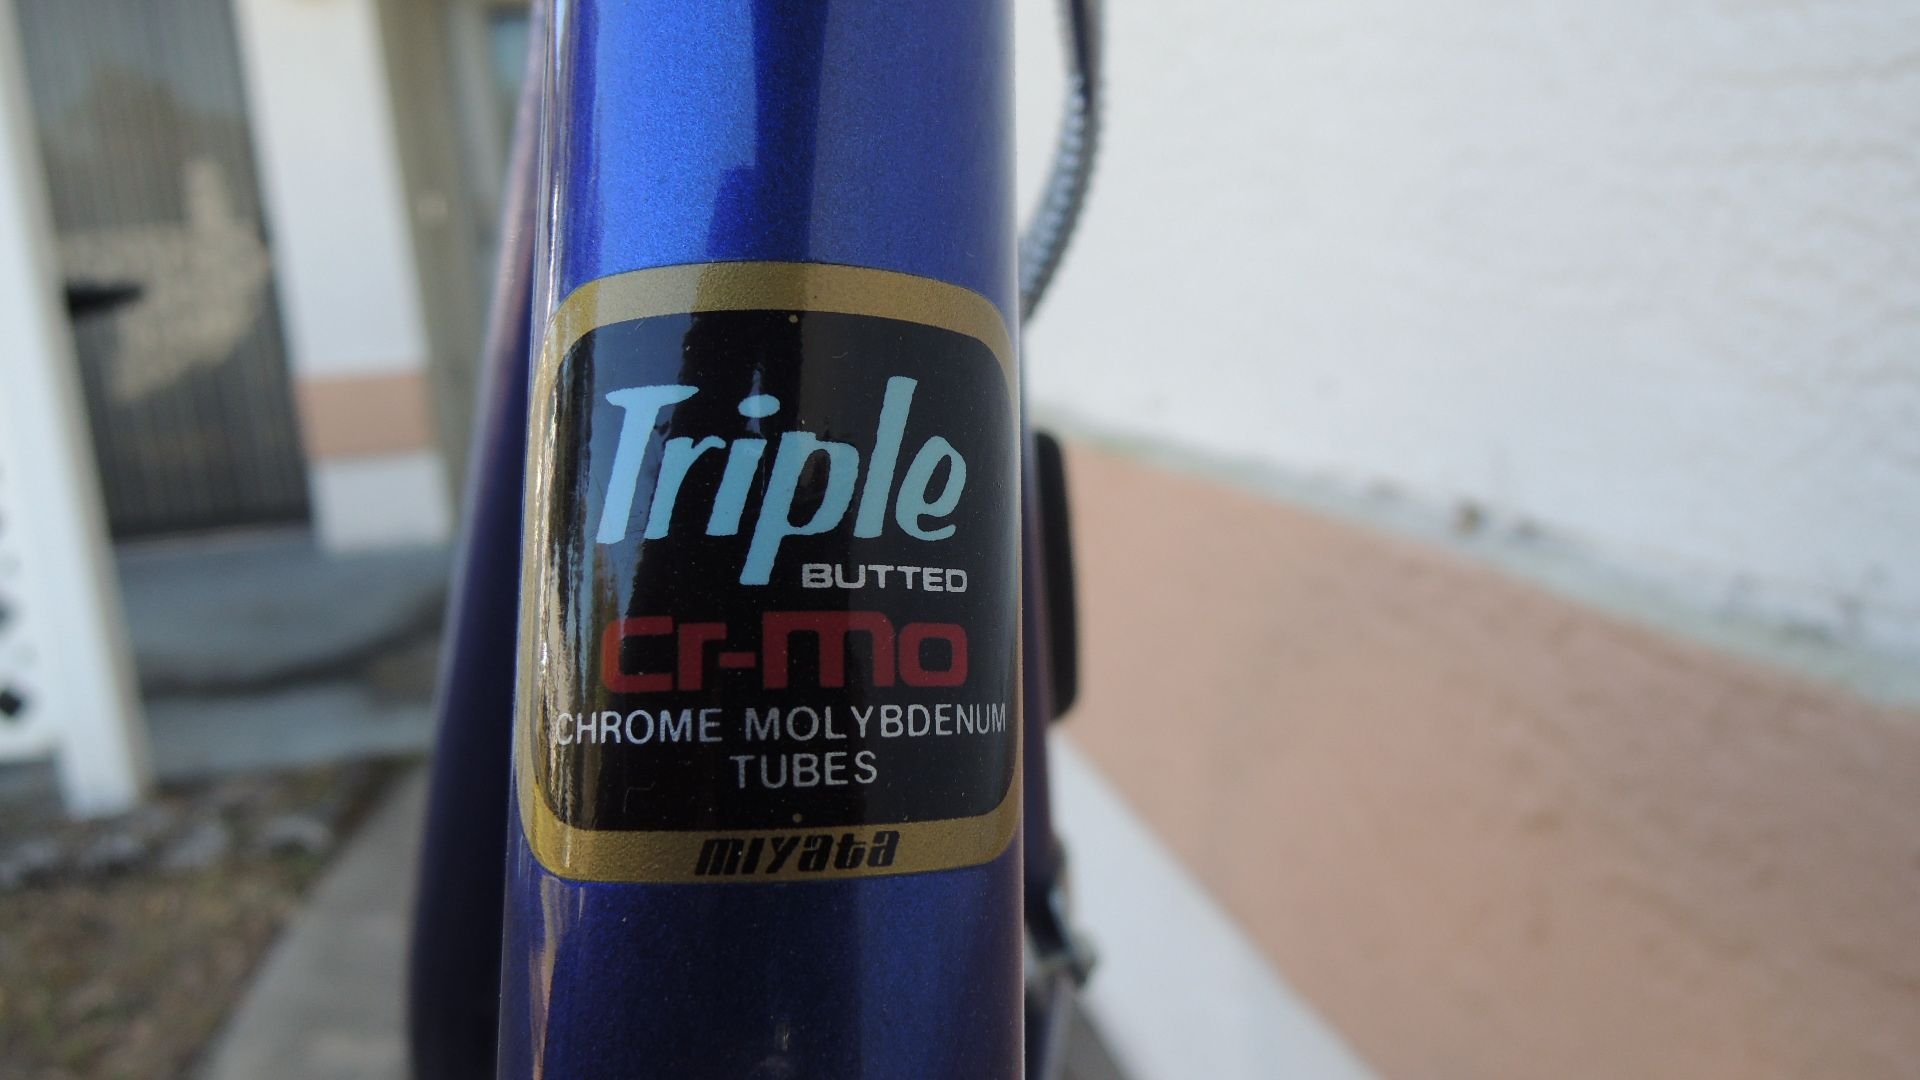 Triple
BUTTED
Cr-Mo
CHROME MOLYBDENUM
TUBES
MIYATA